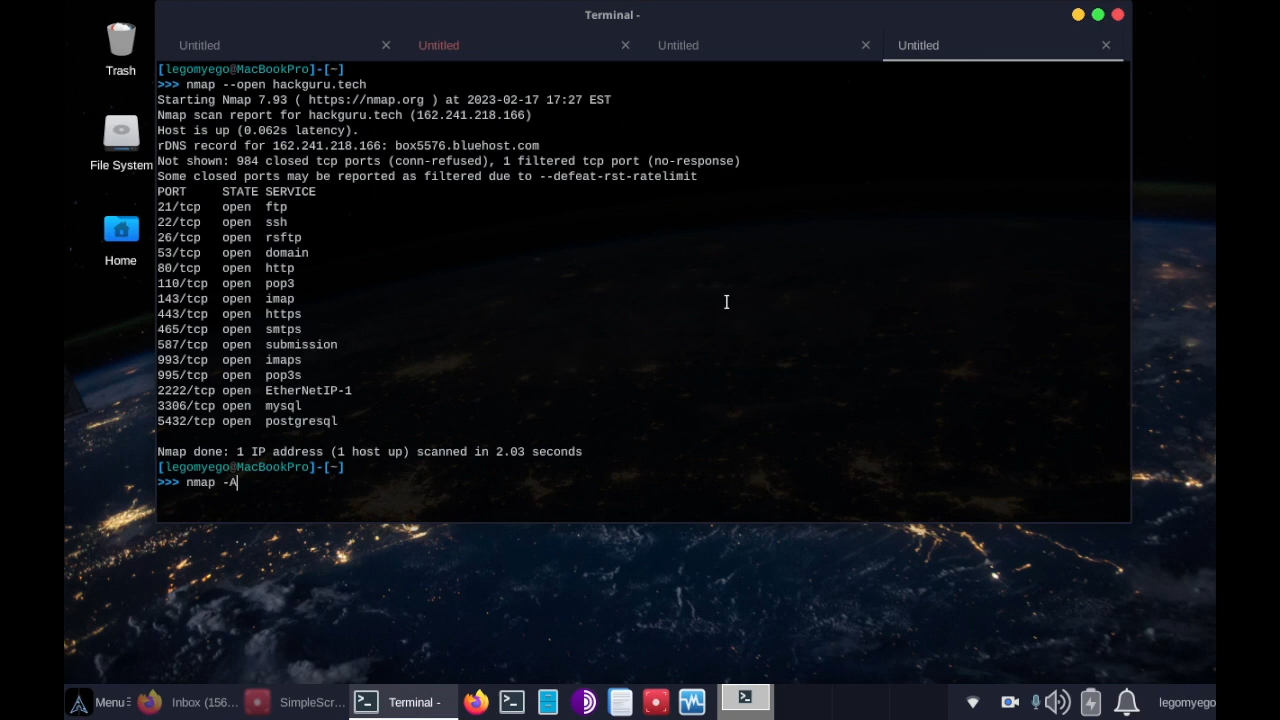 Terminal -
Untitled
Untitled
Untitled
Untitled
Trash
File System
Home
[legomyego@MacBookPro]-[~]
>>> nmap --open hackguru.tech
Starting Nmap 7.93 ( https://nmap.org ) at 2023-02-17 17:27 EST
Nmap scan report for hackguru.tech (162.241.218.166)
Host is up (0.062s latency).
rDNS record for 162.241.218.166: box5576.bluehost.com
Not shown: 984 closed tcp ports (conn-refused), 1 filtered tcp port (no-response)
Some closed ports may be reported as filtered due to --defeat-rst-ratelimit
PORT     STATE SERVICE
21/tcp   open  ftp
22/tcp   open  ssh
26/tcp   open  rsftp
53/tcp   open  domain
80/tcp   open  http
110/tcp  open  pop3
143/tcp  open  imap
443/tcp  open  https
465/tcp  open  smtps
587/tcp  open  submission
993/tcp  open  imaps
995/tcp  open  pop3s
2222/tcp open  EtherNetIP-1
3306/tcp open  mysql
5432/tcp open  postgresql
Nmap done: 1 IP address (1 host up) scanned in 2.03 seconds
[legomyego@MacBookPro]-[~]
>>> nmap -A
Menu
Inbox (156...
SimpleScr...
Terminal -
legomyego